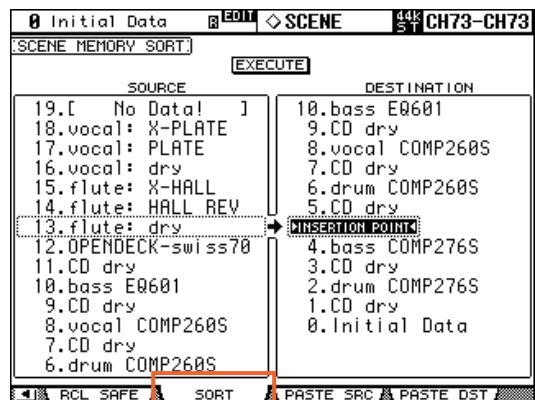 0 Initial Data EDIT SCENE 44k ST CH73-CH73
SCENE MEMORY SORT
EXECUTE
SOURCE
19.[ No Data! ]
18.vocal: X-PLATE
17.vocal: PLATE
16.vocal: dry
15.flute: X-HALL
14.flute: HALL REV
13.flute: dry
12.OPENDECK-swiss70
11.CD dry
10.bass EQ601
9.CD dry
8.vocal COMP260S
7.CD dry
6.drum COMP260S
DESTINATION
10.bass EQ601
9.CD dry
8.vocal COMP260S
7.CD dry
6.drum COMP260S
5.CD dry
INSERTION POINT
4.bass COMP276S
3.CD dry
2.drum COMP276S
1.CD dry
0.Initial Data
RCL SAFE SORT PASTE SRC PASTE DST